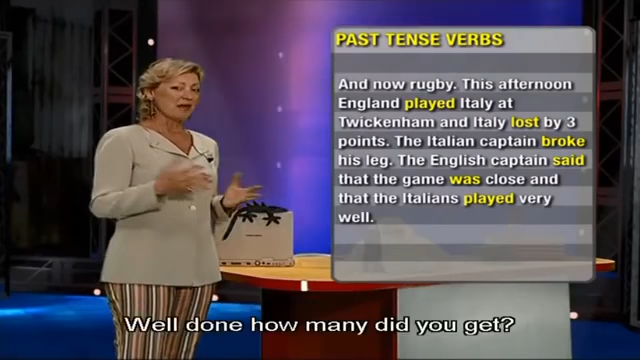 PAST TENSE VERBS
And now rugby. This afternoon
England played Italy at
Twickenham and Italy lost by 3
points. The Italian captain broke
his leg. The English captain said
that the game was close and
that the Italians played very
well.
Well done how many did you get?